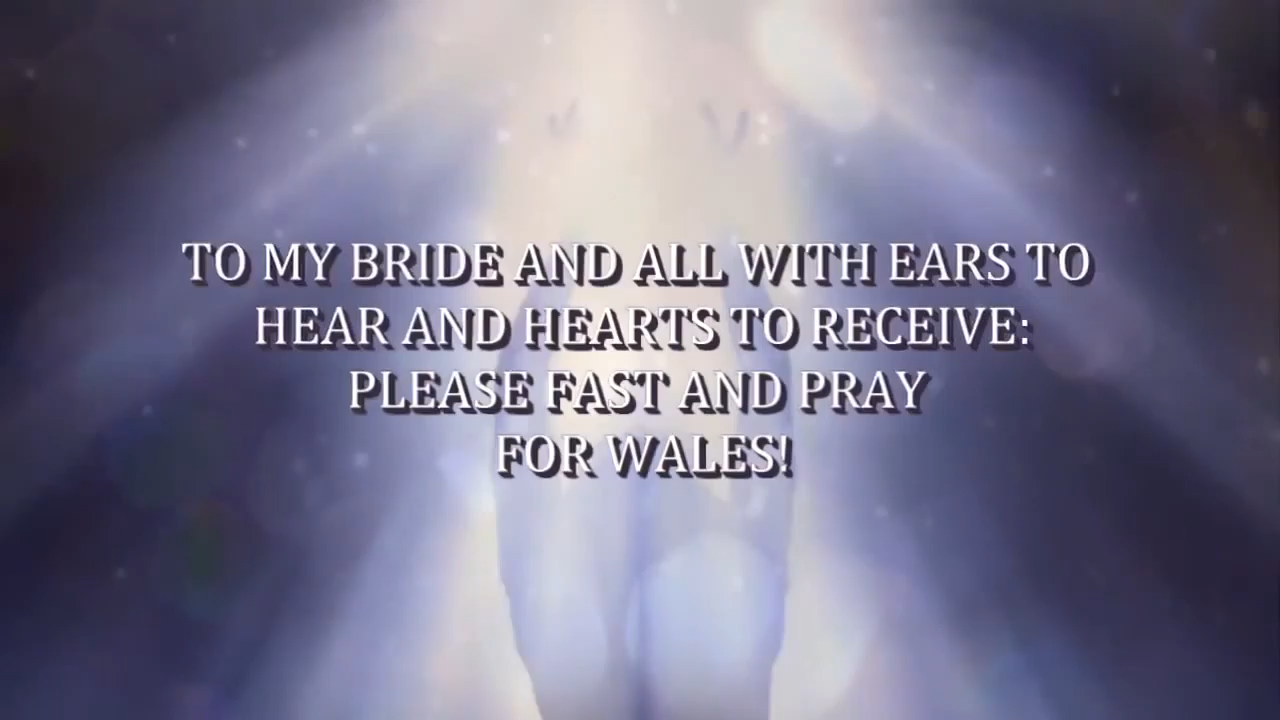 TO MY BRIDE AND ALL WITH EARS TO
HEAR AND HEARTS TO RECEIVE:
PLEASE FAST AND PRAY
FOR WALES!